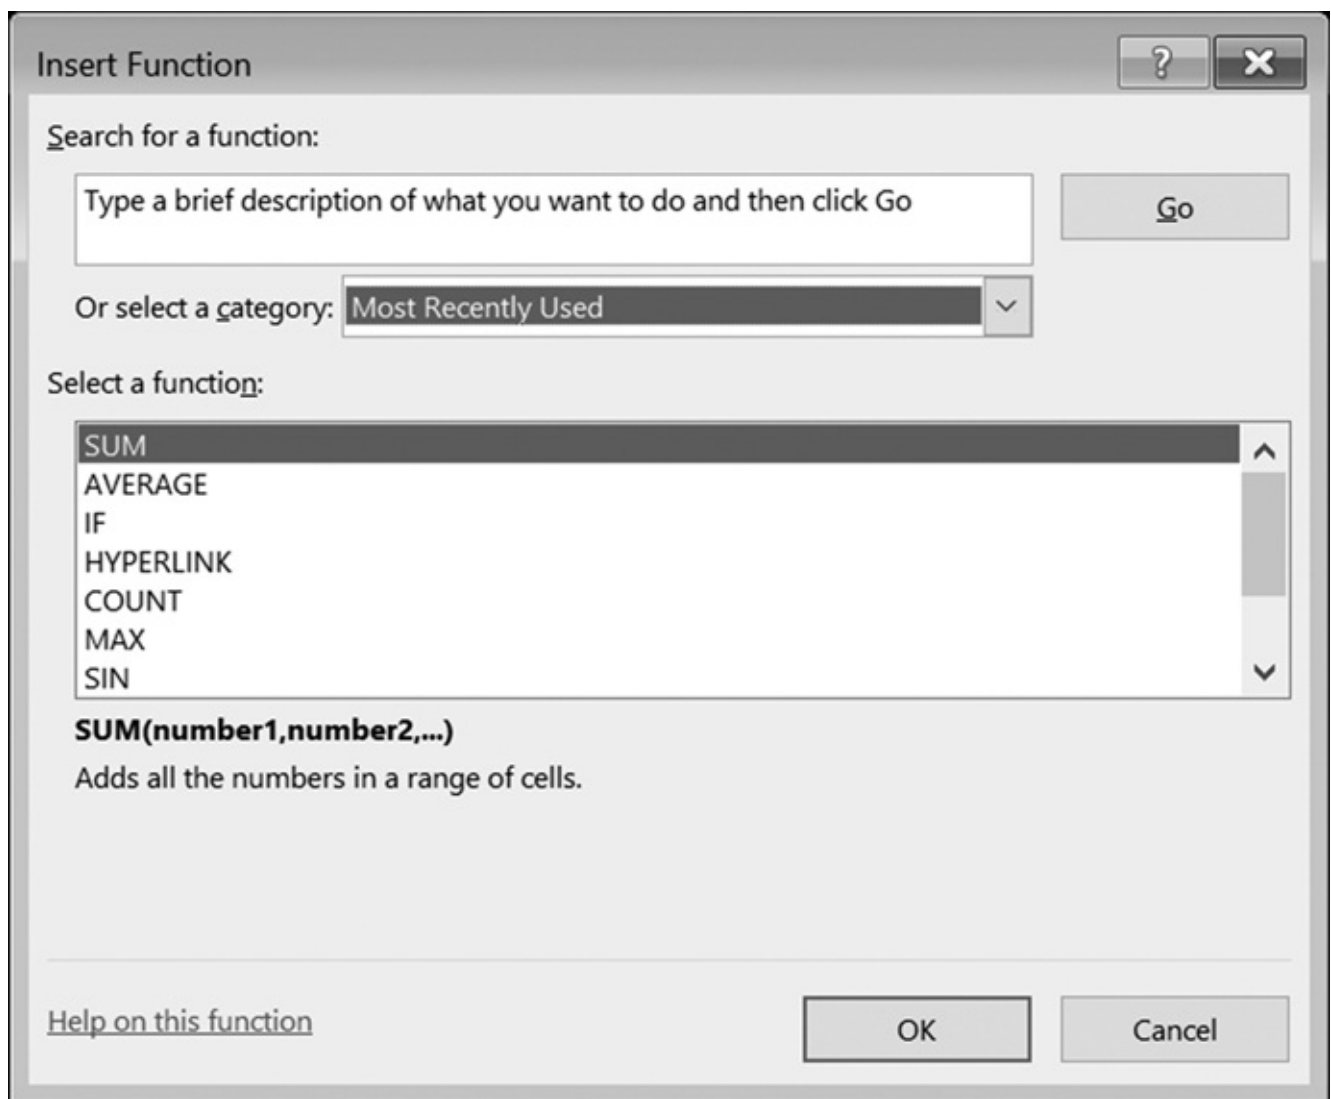 Insert Function
?
Search for a function:
Type a brief description of what you want to do and then click Go
Go
Or select a category: Most Recently Used
Select a function:
SUM
AVERAGE
IF
HYPERLINK
COUNT
MAX
SIN
SUM(number1,number2,...)
Adds all the numbers in a range of cells.
Help on this function
OK
Cancel